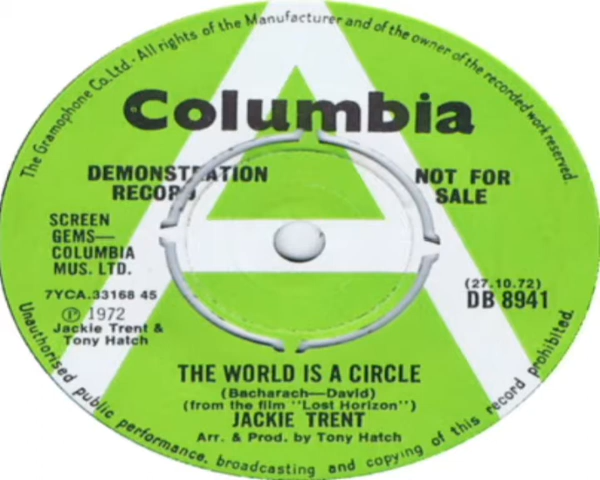 The Gramophone Co. Ltd. · All rights of the Manufacturer and of the owner of the recorded work reserved.
Columbia
DEMONSTRATION
RECORD
NOT FOR
SALE
SCREEN
GEMS—
COLUMBIA
MUS. LTD.
7YCA.33168 45
℗ 1972
Jackie Trent &
Tony Hatch
(27.10.72)
DB 8941
THE WORLD IS A CIRCLE
(Bacharach—David)
(from the film "Lost Horizon")
JACKIE TRENT
Arr. & Prod. by Tony Hatch
Unauthorised public performance, broadcasting and copying of this record prohibited.